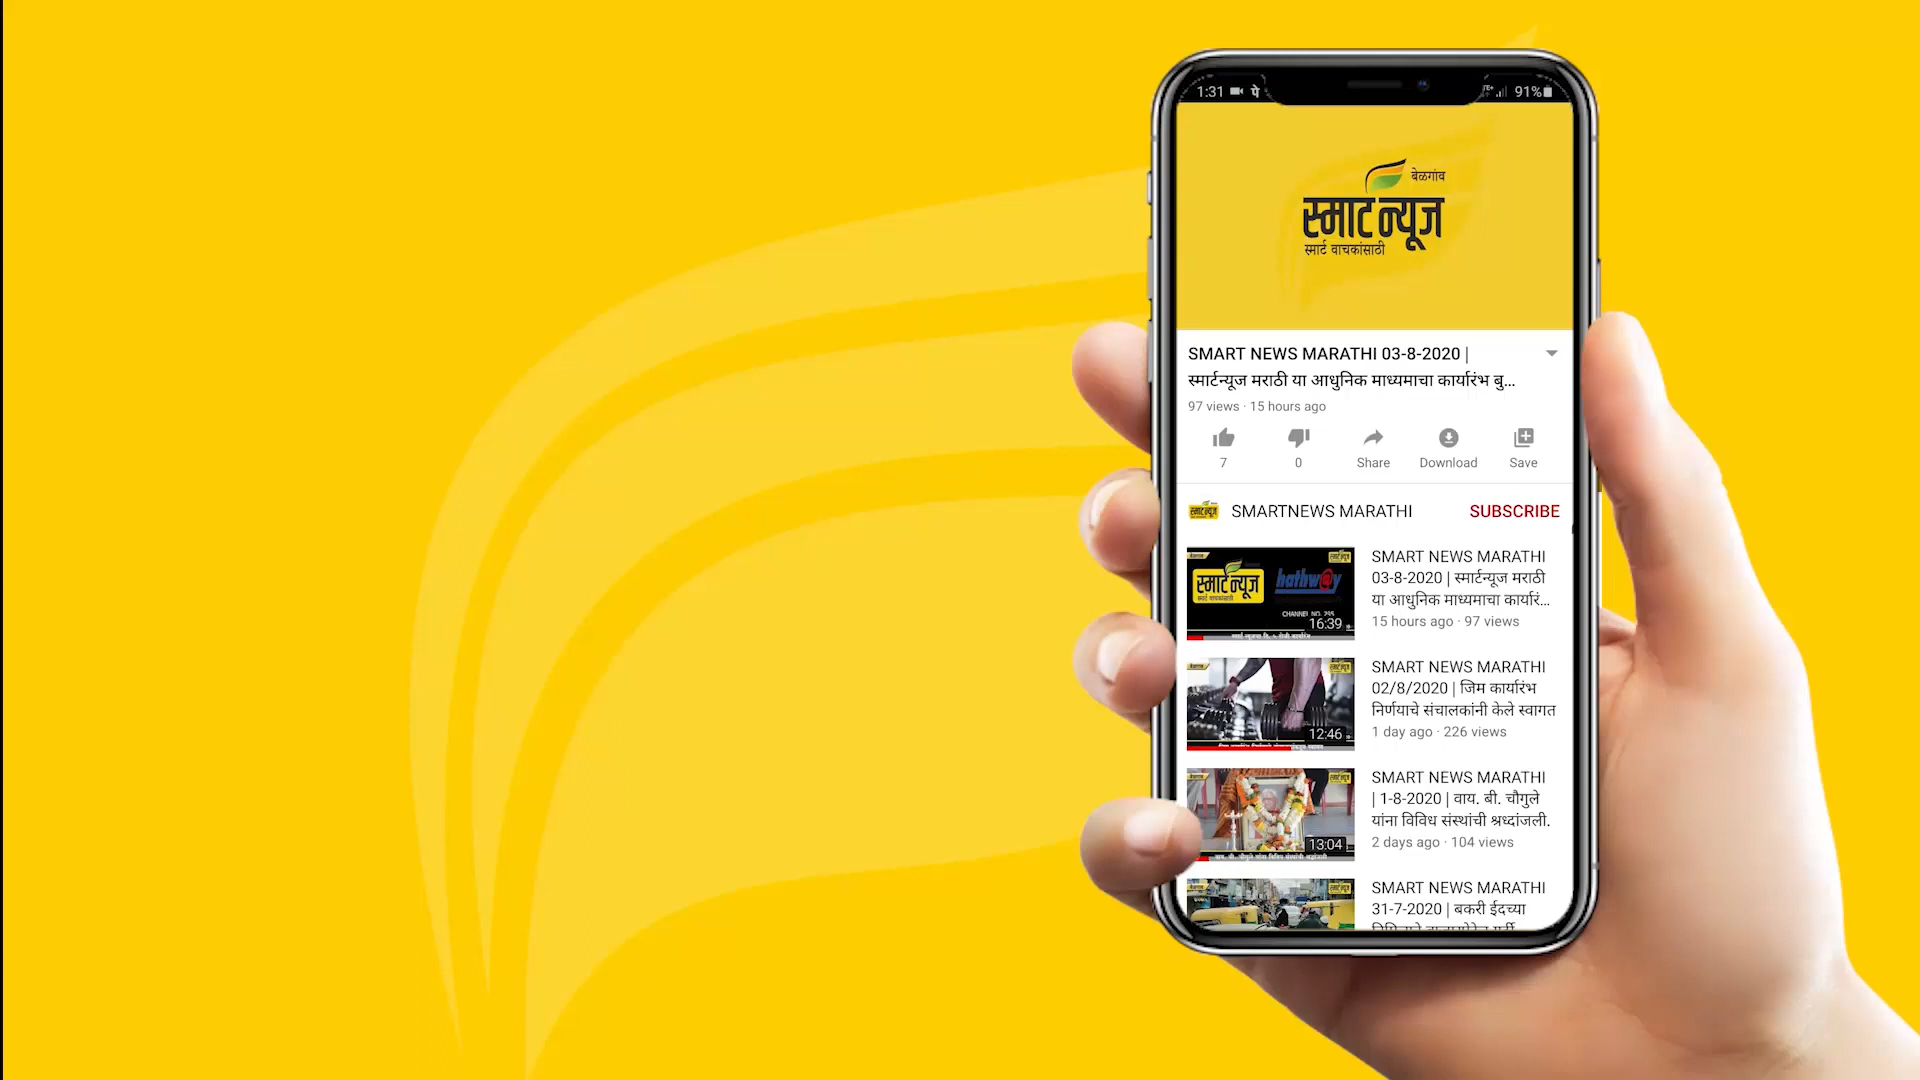 1:31
91%
बेळगांव
स्मार्ट न्यूज
स्मार्ट वाचकांसाठी
SMART NEWS MARATHI 03-8-2020 |
स्मार्टन्यूज मराठी या आधुनिक माध्यमाचा कार्यारंभ बु...
97 views · 15 hours ago
7
0
Share
Download
Save
SMARTNEWS MARATHI
SUBSCRIBE
स्मार्ट न्यूज
hathw@y
CHANNEL NO. 295
16:39
SMART NEWS MARATHI
03-8-2020 | स्मार्टन्यूज मराठी
या आधुनिक माध्यमाचा कार्यारं...
15 hours ago · 97 views
12:46
SMART NEWS MARATHI
02/8/2020 | जिम कार्यारंभ
निर्णयाचे संचालकांनी केले स्वागत
1 day ago · 226 views
13:04
SMART NEWS MARATHI
| 1-8-2020 | वाय. बी. चौगुले
यांना विविध संस्थांची श्रध्दांजली.
2 days ago · 104 views
SMART NEWS MARATHI
31-7-2020 | बकरी ईदच्या